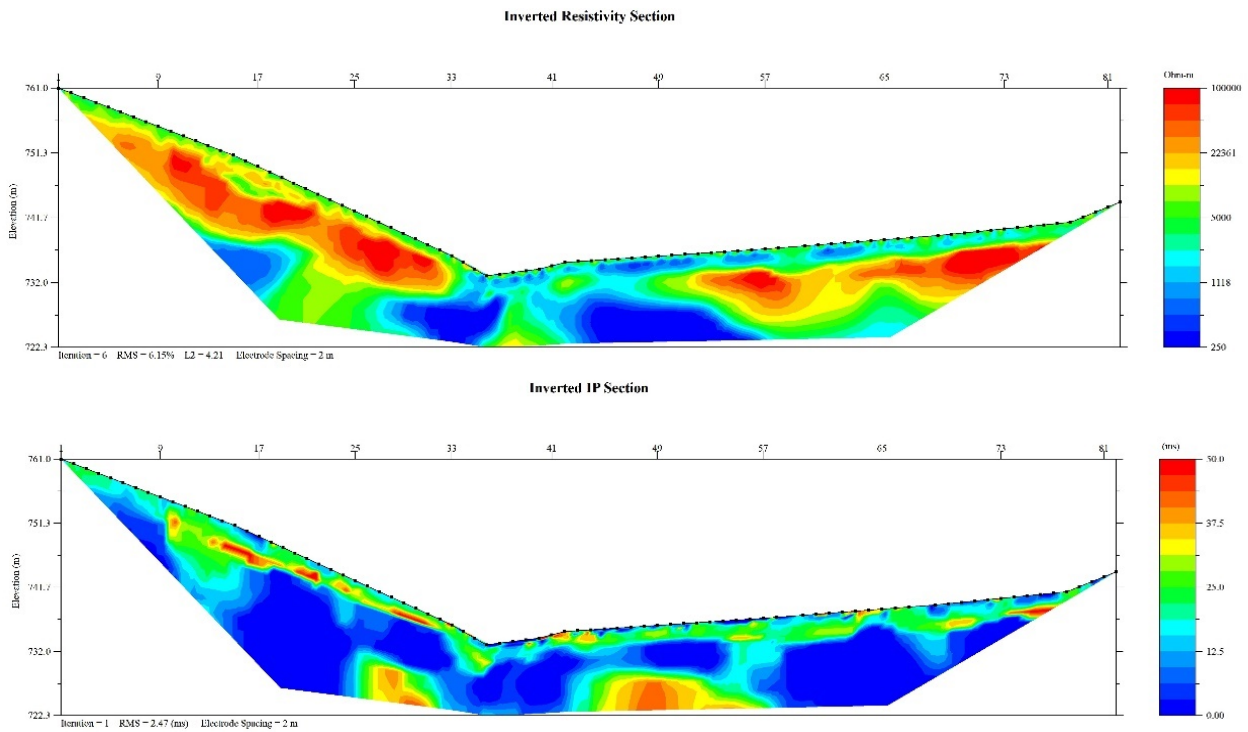 Inverted Resistivity Section
1 9 17 25 33 41 49 57 65 73 81
Ohm-m
761.0
751.3
741.7
732.0
722.3
Elevation (m)
100000
22361
5000
1118
250
Iteration = 6 RMS = 6.15% L2 = 4.21 Electrode Spacing = 2 m
Inverted IP Section
1 9 17 25 33 41 49 57 65 73 81
(ms)
761.0
751.3
741.7
732.0
722.3
Elevation (m)
50.0
37.5
25.0
12.5
0.00
Iteration = 1 RMS = 2.47 (ms) Electrode Spacing = 2 m